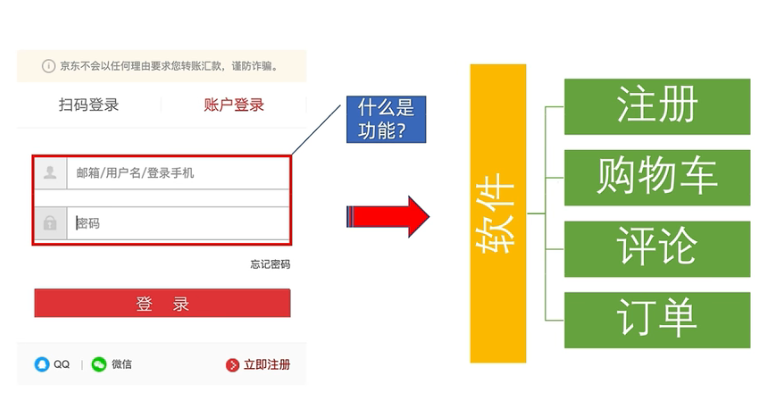 京东不会以任何理由要求您转账汇款，谨防诈骗。
扫码登录
账户登录
邮箱/用户名/登录手机
密码
忘记密码
登 录
QQ
微信
立即注册
什么是
功能？
软件
注册
购物车
评论
订单